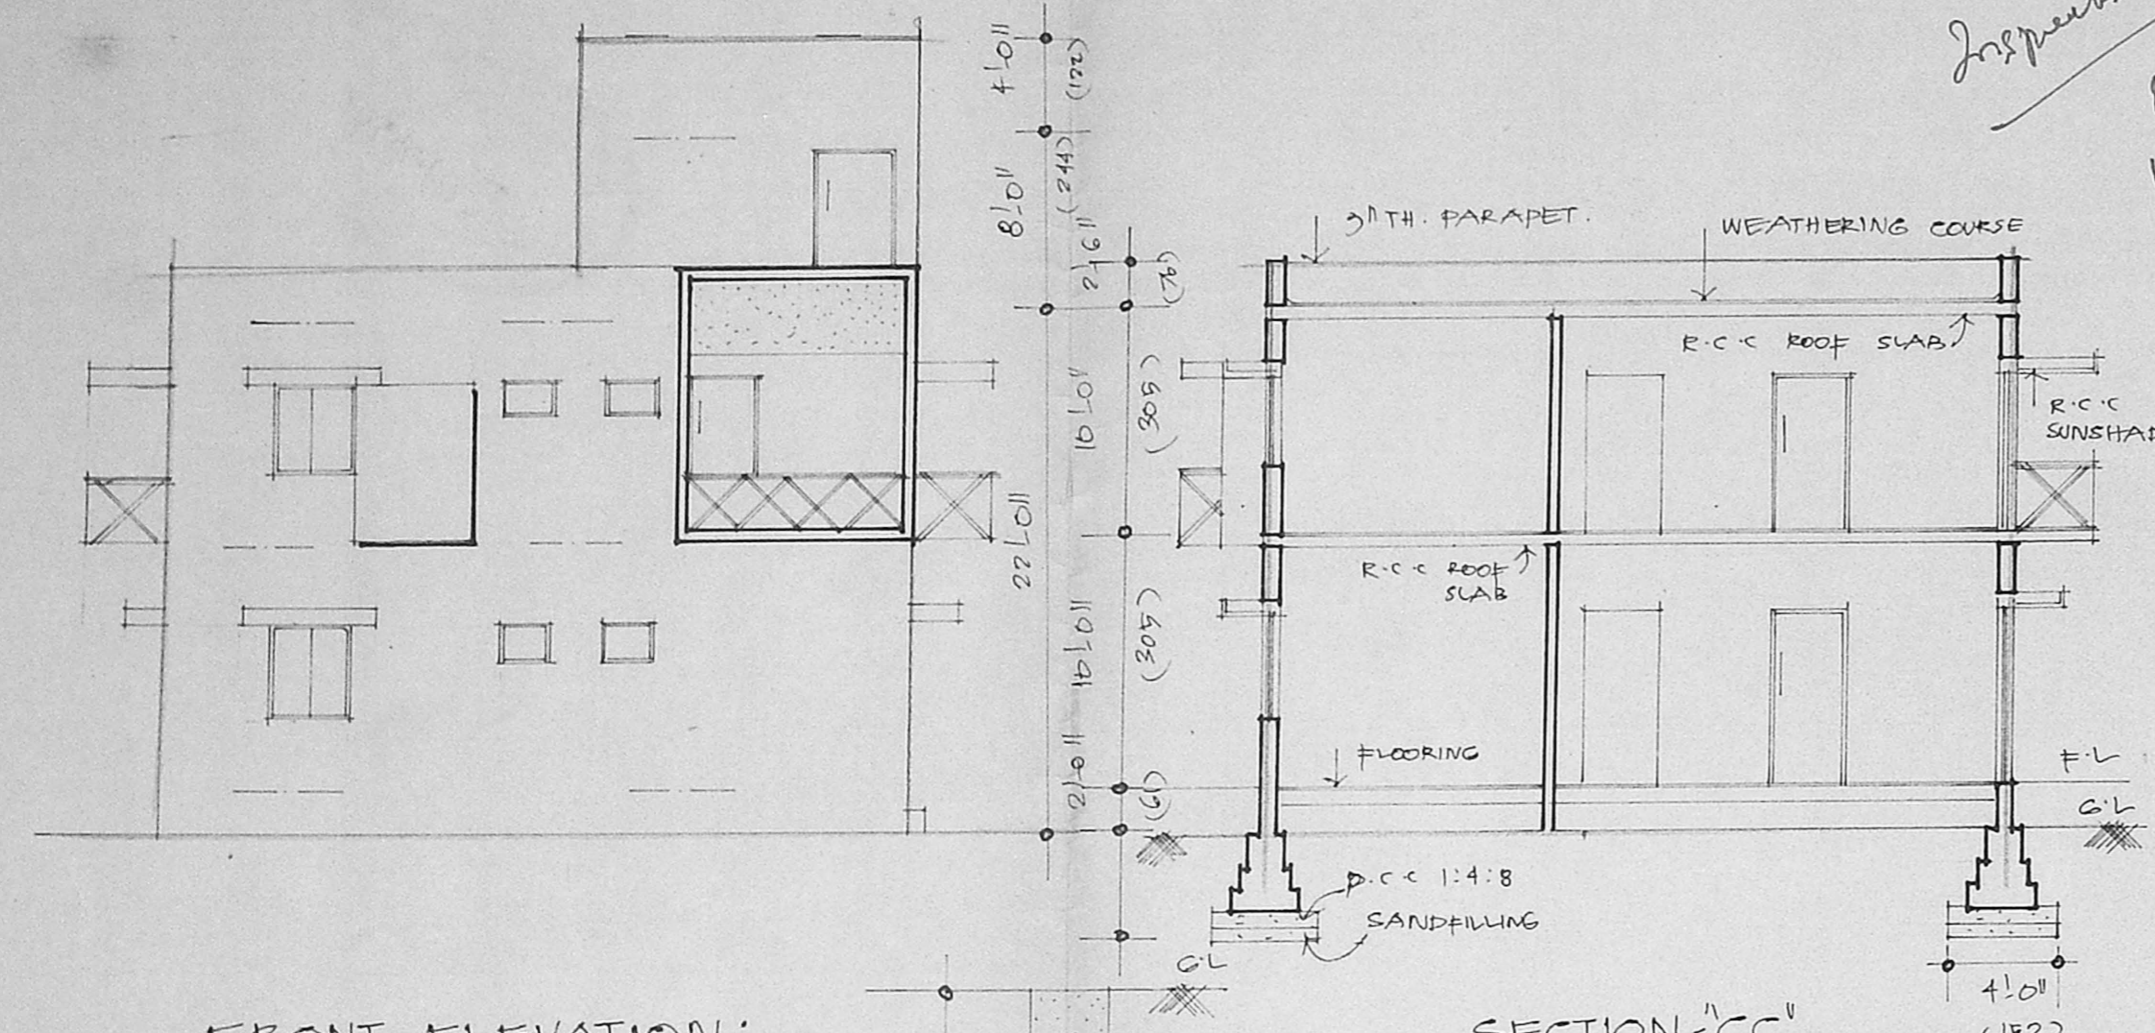 4'-0"
(122)
8'-0"
(244)
2'-6"
(76)
10'-0"
(305)
22'-0"
10'-0"
(305)
2'-0"
(61)
3" TH. PARAPET.
WEATHERING COURSE
R.C.C ROOF SLAB
R.C.C
SUNSHAD
R.C.C ROOF
SLAB
FLOORING
F.L
G.L
P.C.C 1:4:8
SANDFILLING
G.L
4'-0"
FRONT ELEVATION:
SECTION-"CC"